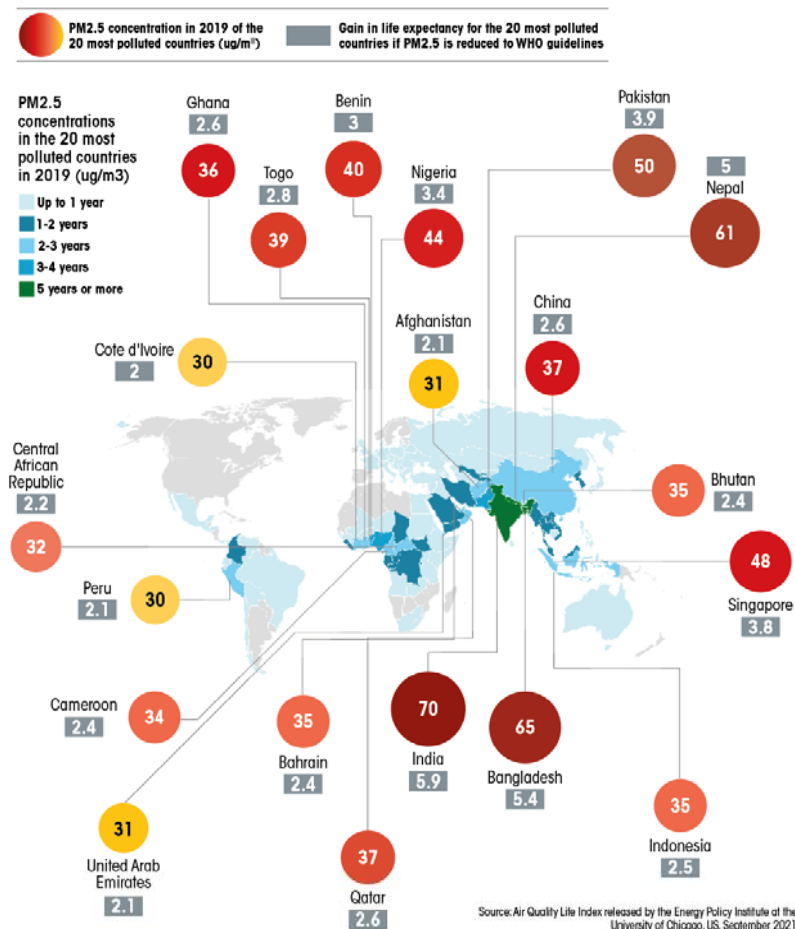 PM2.5 concentration in 2019 of the
20 most polluted countries (ug/m³)
Gain in life expectancy for the 20 most polluted
countries if PM2.5 is reduced to WHO guidelines
PM2.5
concentrations
in the 20 most
polluted countries
in 2019 (ug/m3)
Up to 1 year
1-2 years
2-3 years
3-4 years
5 years or more
Ghana
2.6
36
Togo
2.8
39
Benin
3
40
Nigeria
3.4
44
Pakistan
3.9
50
5
Nepal
61
Cote d'Ivoire
2
30
Afghanistan
2.1
31
China
2.6
37
Central
African
Republic
2.2
32
Bhutan
2.4
35
Peru
2.1
30
48
Singapore
3.8
Cameroon
2.4
34
35
Bahrain
2.4
70
India
5.9
65
Bangladesh
5.4
35
Indonesia
2.5
31
United Arab
Emirates
2.1
37
Qatar
2.6
Source: Air Quality Life Index released by the Energy Policy Institute at the
University of Chicago, US, September 2021